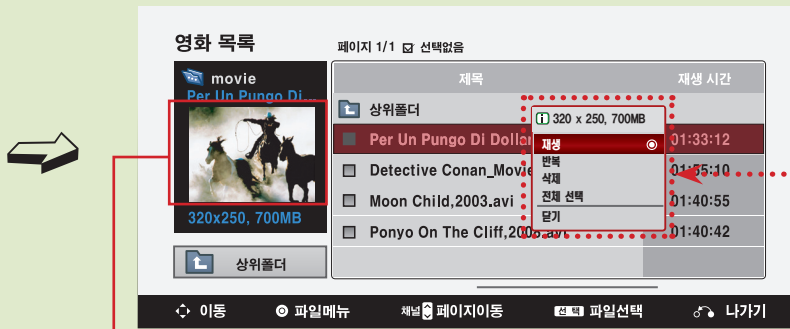 영화 목록
페이지 1/1 선택없음
movie
Per Un Pungo Di...
320x250, 700MB
상위폴더
제목 재생 시간
상위폴더
Per Un Pungo Di Dollar 01:33:12
Detective Conan_Movie 01:55:10
Moon Child,2003.avi 01:40:55
Ponyo On The Cliff,2008.avi 01:40:42
320 x 250, 700MB
재생
반복
삭제
전체 선택
닫기
이동 파일메뉴 채널 페이지이동 선택 파일선택 나가기